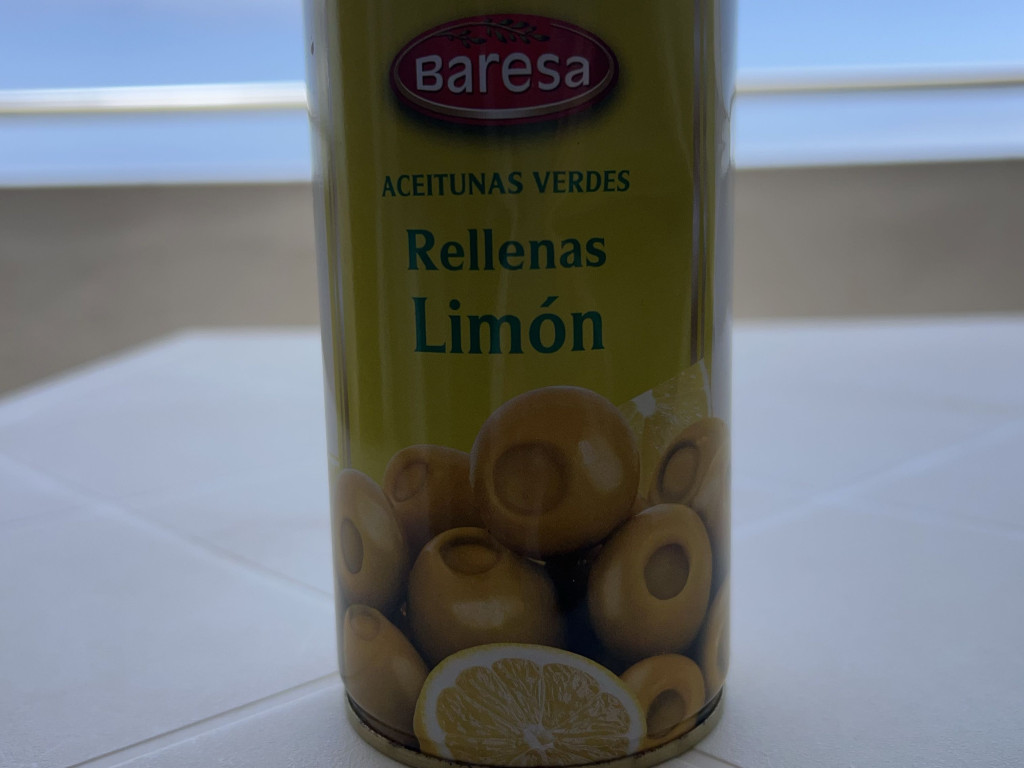 Baresa
ACEITUNAS VERDES
Rellenas
Limón